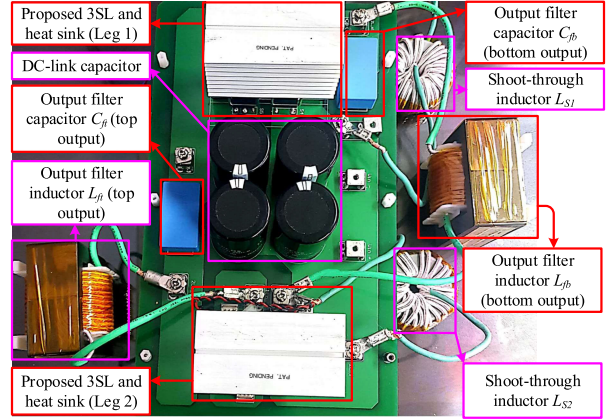 Proposed 3SL and
heat sink (Leg 1)
DC-link capacitor
Output filter
capacitor Cft (top
output)
Output filter
inductor Lft (top
output)
Proposed 3SL and
heat sink (Leg 2)
PAT. PENDING
PAT. PENDING
Output filter
capacitor Cfb
(bottom output)
Shoot-through
inductor LS1
Output filter
inductor Lfb
(bottom output)
Shoot-through
inductor LS2